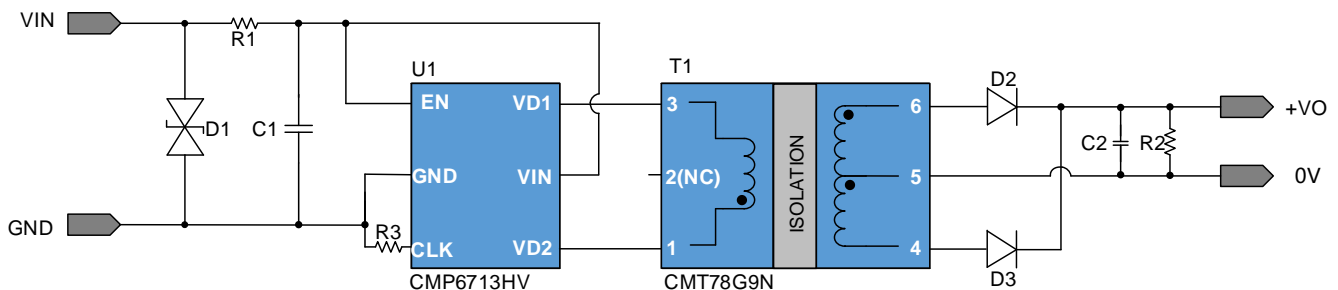 VIN
R1
U1
T1
D2
EN
VD1
3
6
+VO
D1
C1
C2
R2
ISOLATION
GND
VIN
2(NC)
5
0V
GND
R3
CLK
VD2
1
4
D3
CMP6713HV
CMT78G9N